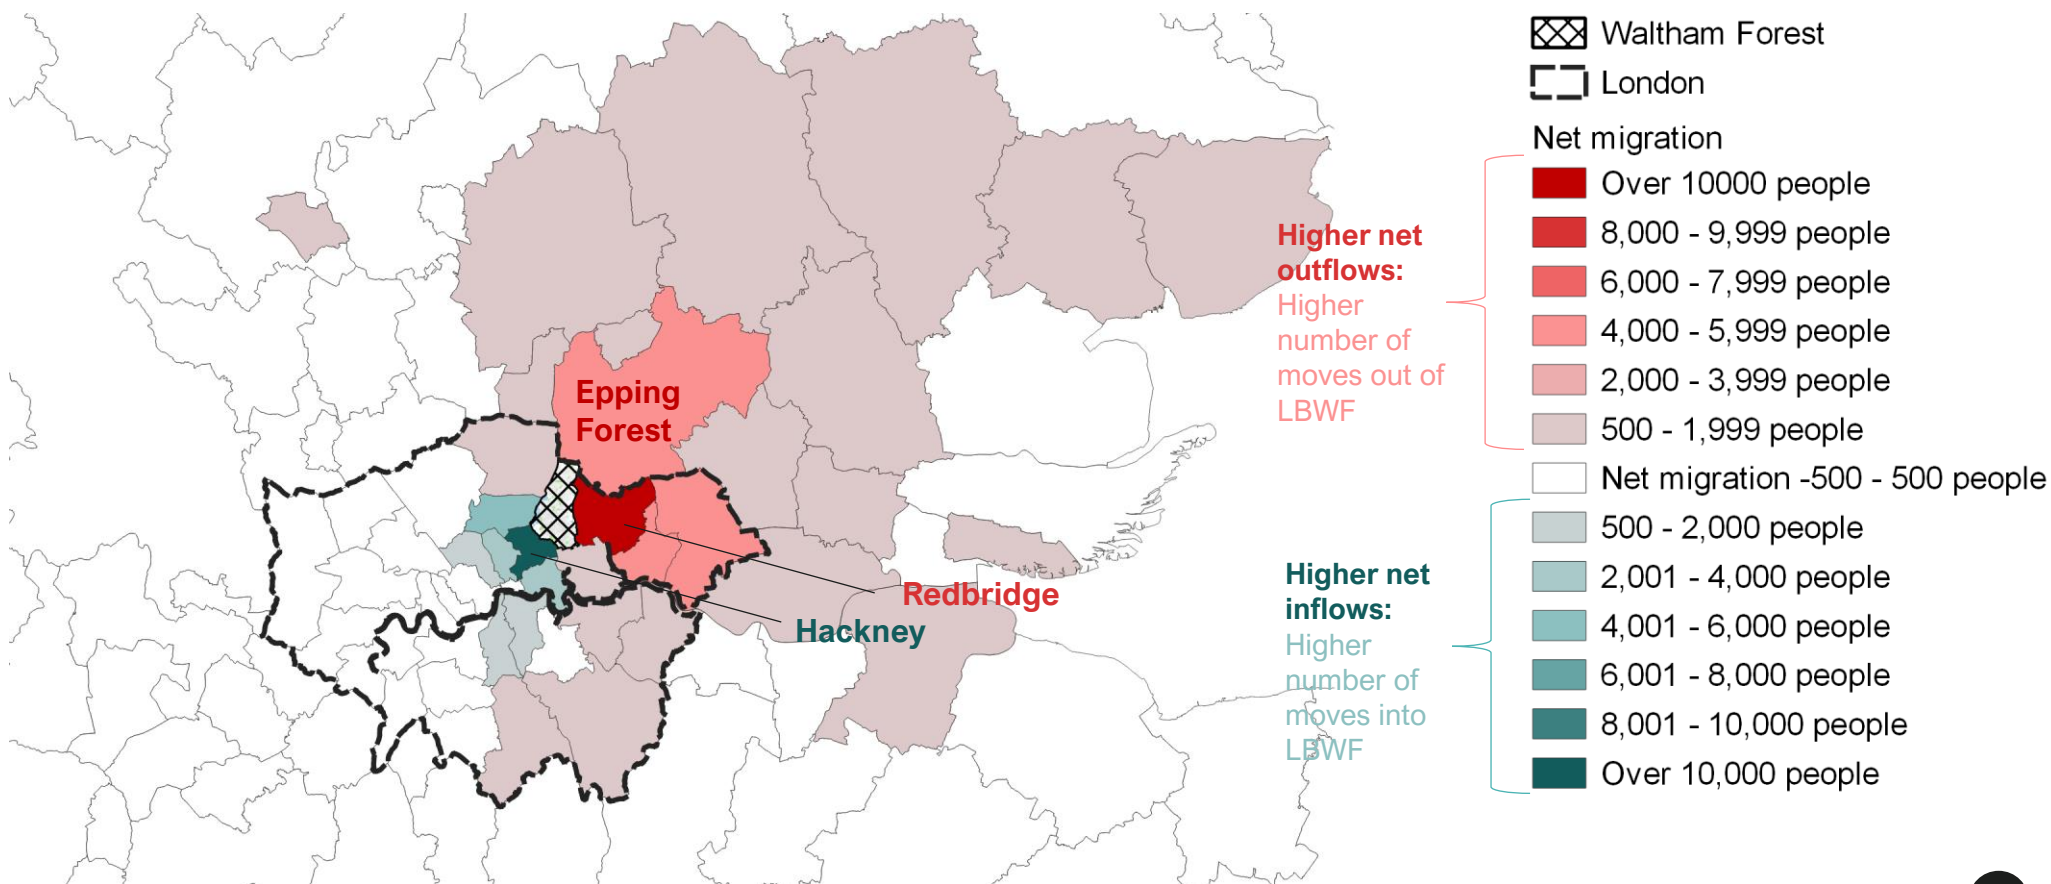 Waltham Forest
London
Net migration
Over 10000 people
8,000 - 9,999 people
6,000 - 7,999 people
4,000 - 5,999 people
2,000 - 3,999 people
500 - 1,999 people
Net migration -500 - 500 people
500 - 2,000 people
2,001 - 4,000 people
4,001 - 6,000 people
6,001 - 8,000 people
8,001 - 10,000 people
Over 10,000 people
Higher net
outflows:
Higher
number of
moves out of
LBWF
Higher net
inflows:
Higher
number of
moves into
LBWF
Epping
Forest
Redbridge
Hackney